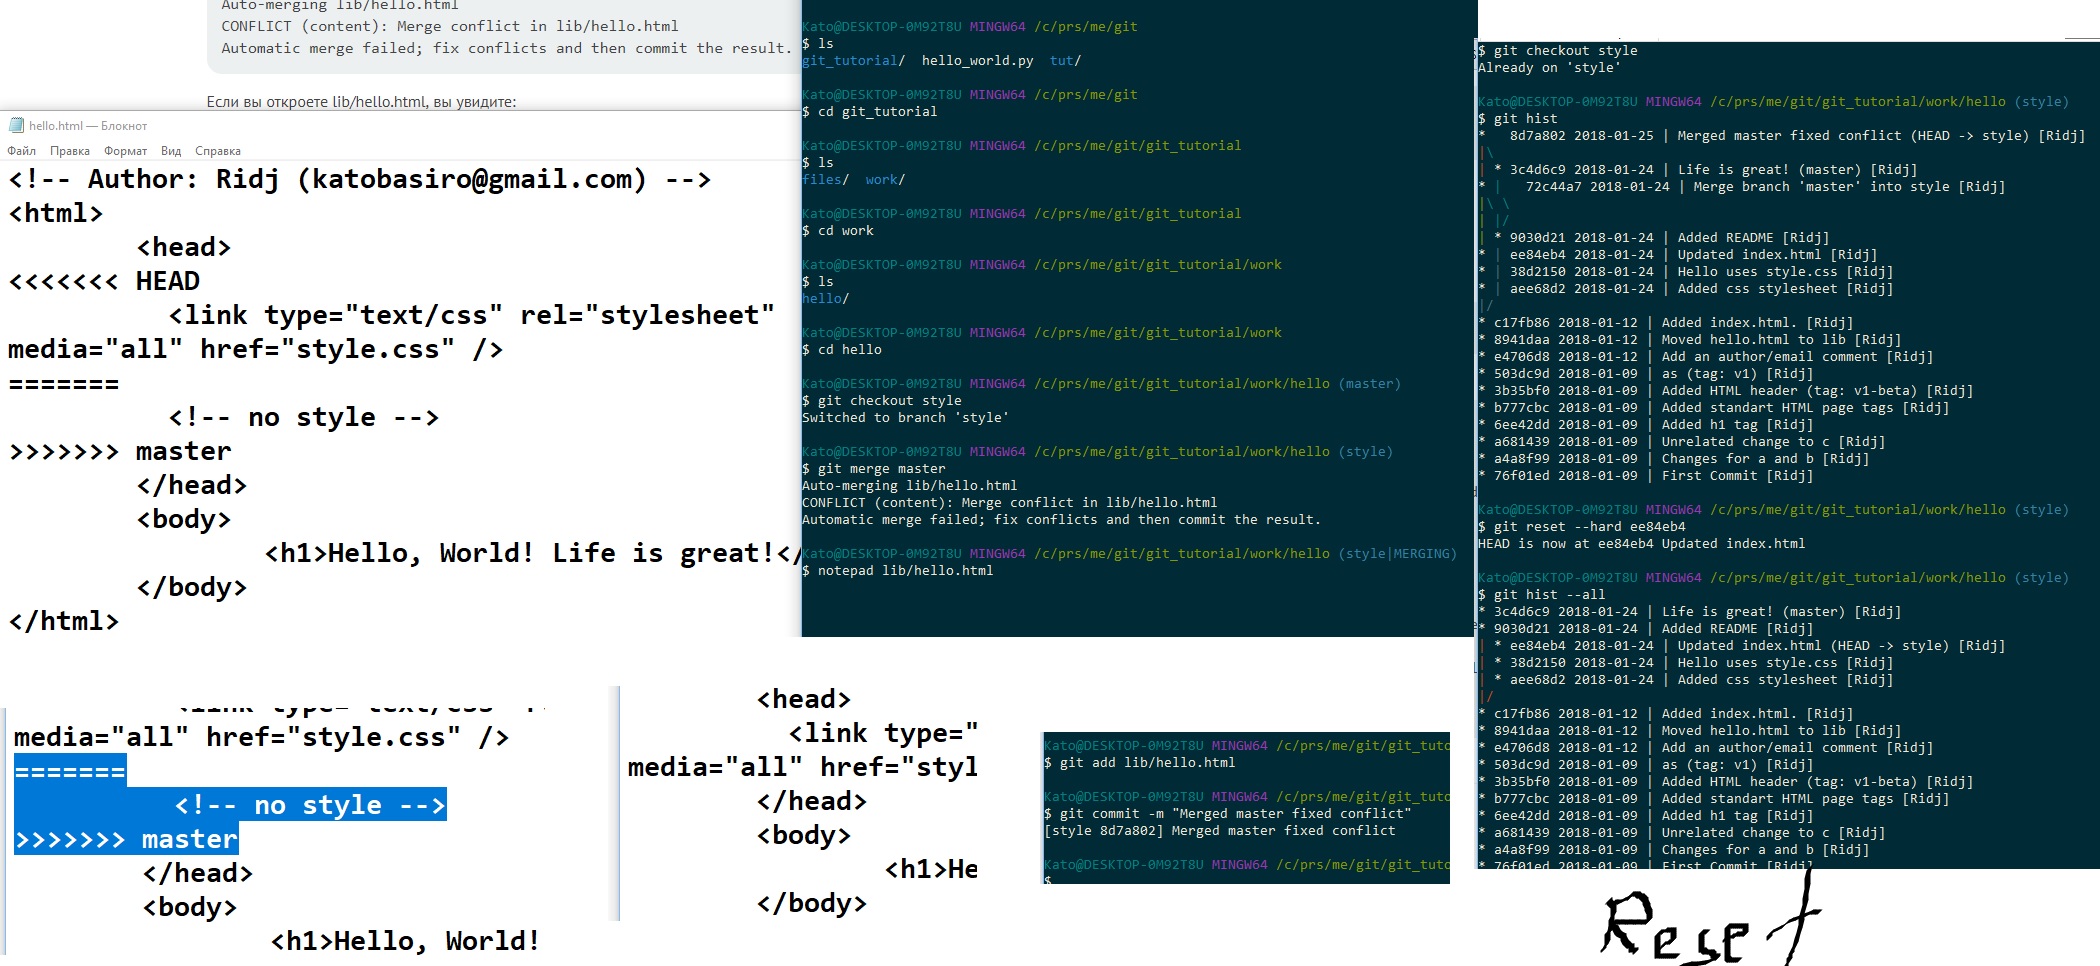 Auto-merging lib/hello.html
CONFLICT (content): Merge conflict in lib/hello.html
Automatic merge failed; fix conflicts and then commit the result.
Если вы откроете lib/hello.html, вы увидите:
hello.html — Блокнот
Файл Правка Формат Вид Справка
<!-- Author: Ridj (katobasiro@gmail.com) -->
<html>
<head>
<<<<<<< HEAD
<link type="text/css" rel="stylesheet"
media="all" href="style.css" />
=======
<!-- no style -->
>>>>>>> master
</head>
<body>
<h1>Hello, World! Life is great!</
</body>
</html>
Kato@DESKTOP-0M92T8U MINGW64 /c/prs/me/git
$ ls
git_tutorial/ hello_world.py tut/
Kato@DESKTOP-0M92T8U MINGW64 /c/prs/me/git
$ cd git_tutorial
Kato@DESKTOP-0M92T8U MINGW64 /c/prs/me/git/git_tutorial
$ ls
files/ work/
Kato@DESKTOP-0M92T8U MINGW64 /c/prs/me/git/git_tutorial
$ cd work
Kato@DESKTOP-0M92T8U MINGW64 /c/prs/me/git/git_tutorial/work
$ ls
hello/
Kato@DESKTOP-0M92T8U MINGW64 /c/prs/me/git/git_tutorial/work
$ cd hello
Kato@DESKTOP-0M92T8U MINGW64 /c/prs/me/git/git_tutorial/work/hello (master)
$ git checkout style
Switched to branch 'style'
Kato@DESKTOP-0M92T8U MINGW64 /c/prs/me/git/git_tutorial/work/hello (style)
$ git merge master
Auto-merging lib/hello.html
CONFLICT (content): Merge conflict in lib/hello.html
Automatic merge failed; fix conflicts and then commit the result.
Kato@DESKTOP-0M92T8U MINGW64 /c/prs/me/git/git_tutorial/work/hello (style|MERGING)
$ notepad lib/hello.html
$ git checkout style
Already on 'style'
Kato@DESKTOP-0M92T8U MINGW64 /c/prs/me/git/git_tutorial/work/hello (style)
$ git hist
*   8d7a802 2018-01-25 | Merged master fixed conflict (HEAD -> style) [Ridj]
|\
| * 3c4d6c9 2018-01-24 | Life is great! (master) [Ridj]
* |   72c44a7 2018-01-24 | Merge branch 'master' into style [Ridj]
|\ \
| |/
| * 9030d21 2018-01-24 | Added README [Ridj]
* | ee84eb4 2018-01-24 | Updated index.html [Ridj]
* | 38d2150 2018-01-24 | Hello uses style.css [Ridj]
* | aee68d2 2018-01-24 | Added css stylesheet [Ridj]
|/
* c17fb86 2018-01-12 | Added index.html. [Ridj]
* 8941daa 2018-01-12 | Moved hello.html to lib [Ridj]
* e4706d8 2018-01-12 | Add an author/email comment [Ridj]
* 503dc9d 2018-01-09 | as (tag: v1) [Ridj]
* 3b35bf0 2018-01-09 | Added HTML header (tag: v1-beta) [Ridj]
* b777cbc 2018-01-09 | Added standart HTML page tags [Ridj]
* 6ee42dd 2018-01-09 | Added h1 tag [Ridj]
* a681439 2018-01-09 | Unrelated change to c [Ridj]
* a4a8f99 2018-01-09 | Changes for a and b [Ridj]
* 76f01ed 2018-01-09 | First Commit [Ridj]
Kato@DESKTOP-0M92T8U MINGW64 /c/prs/me/git/git_tutorial/work/hello (style)
$ git reset --hard ee84eb4
HEAD is now at ee84eb4 Updated index.html
Kato@DESKTOP-0M92T8U MINGW64 /c/prs/me/git/git_tutorial/work/hello (style)
$ git hist --all
* 3c4d6c9 2018-01-24 | Life is great! (master) [Ridj]
* 9030d21 2018-01-24 | Added README [Ridj]
| * ee84eb4 2018-01-24 | Updated index.html (HEAD -> style) [Ridj]
| * 38d2150 2018-01-24 | Hello uses style.css [Ridj]
| * aee68d2 2018-01-24 | Added css stylesheet [Ridj]
|/
* c17fb86 2018-01-12 | Added index.html. [Ridj]
* 8941daa 2018-01-12 | Moved hello.html to lib [Ridj]
* e4706d8 2018-01-12 | Add an author/email comment [Ridj]
* 503dc9d 2018-01-09 | as (tag: v1) [Ridj]
* 3b35bf0 2018-01-09 | Added HTML header (tag: v1-beta) [Ridj]
* b777cbc 2018-01-09 | Added standart HTML page tags [Ridj]
* 6ee42dd 2018-01-09 | Added h1 tag [Ridj]
* a681439 2018-01-09 | Unrelated change to c [Ridj]
* a4a8f99 2018-01-09 | Changes for a and b [Ridj]
* 76f01ed 2018-01-09 | First Commit [Ridj]
<link type="text/css"
media="all" href="style.css" />
=======
<!-- no style -->
>>>>>>> master
</head>
<body>
<h1>Hello, World!
<head>
<link type="
media="all" href="styl
</head>
<body>
<h1>He
</body>
Kato@DESKTOP-0M92T8U MINGW64 /c/prs/me/git/git_tuto
$ git add lib/hello.html
Kato@DESKTOP-0M92T8U MINGW64 /c/prs/me/git/git_tuto
$ git commit -m "Merged master fixed conflict"
[style 8d7a802] Merged master fixed conflict
Kato@DESKTOP-0M92T8U MINGW64 /c/prs/me/git/git_tuto
$
Reset